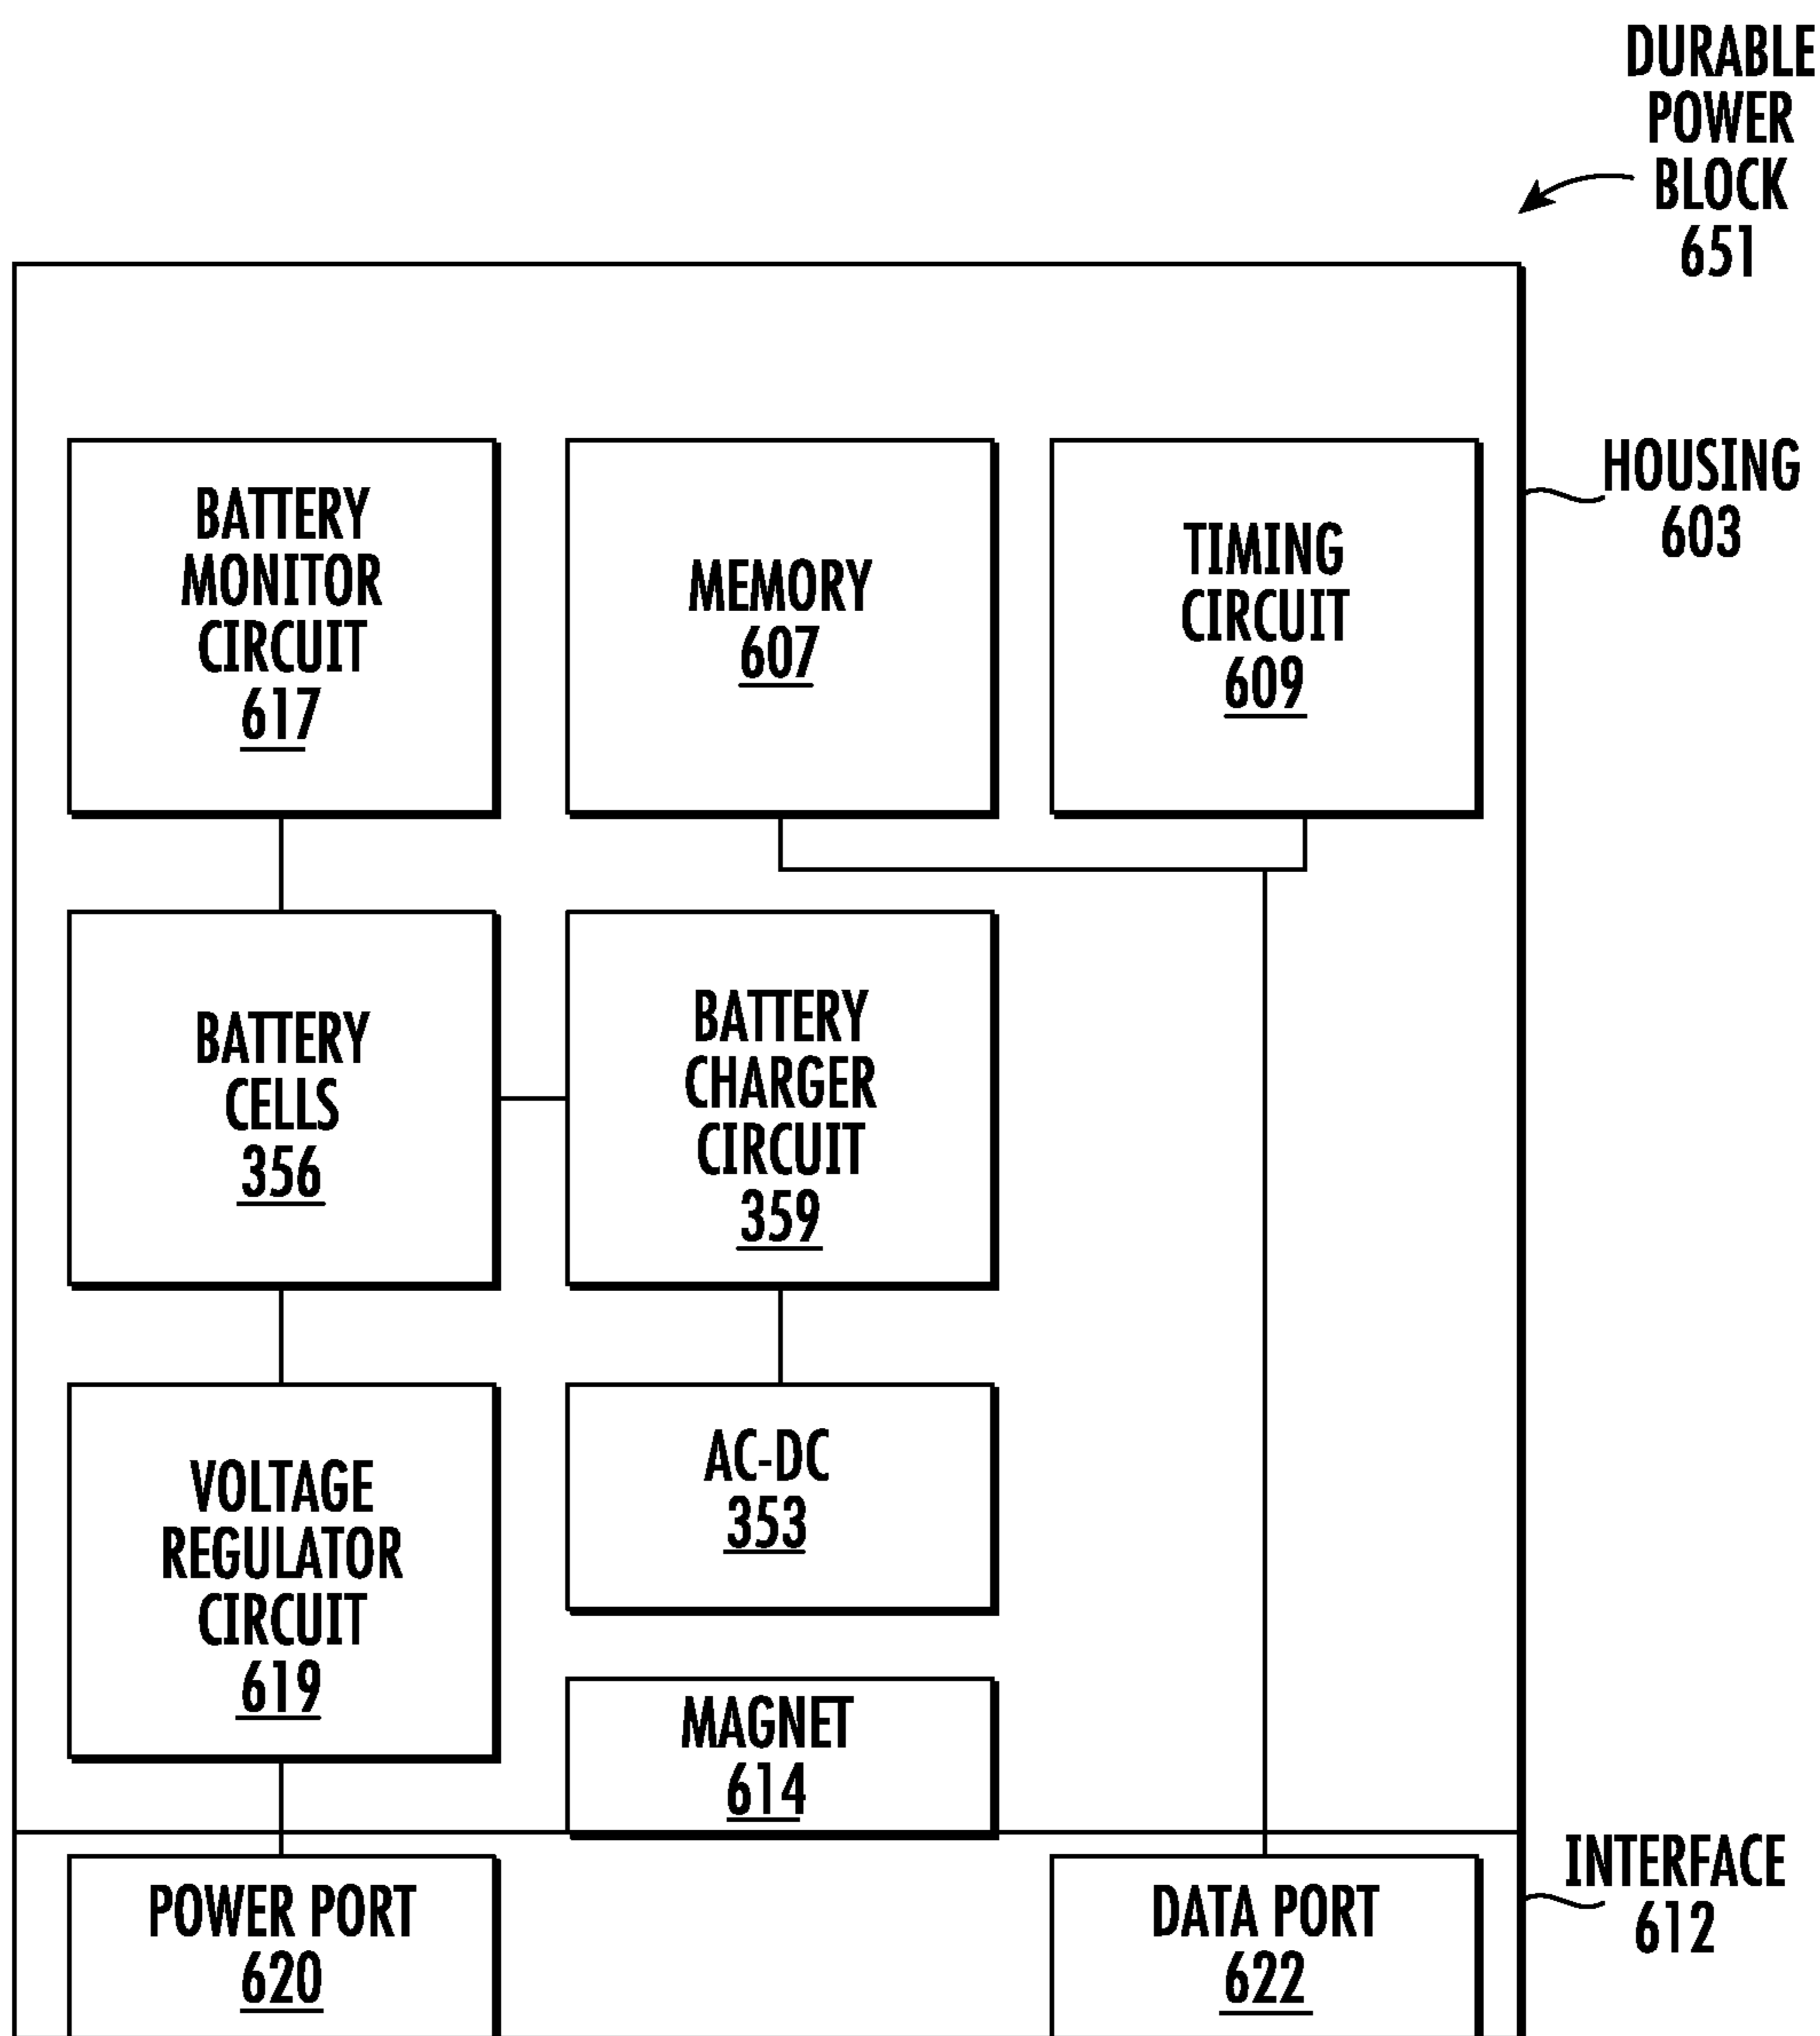 DURABLE
POWER
BLOCK
651
HOUSING
603
BATTERY
MONITOR
CIRCUIT
617
MEMORY
607
TIMING
CIRCUIT
609
BATTERY
CELLS
356
BATTERY
CHARGER
CIRCUIT
359
VOLTAGE
REGULATOR
CIRCUIT
619
AC-DC
353
MAGNET
614
INTERFACE
612
POWER PORT
620
DATA PORT
622